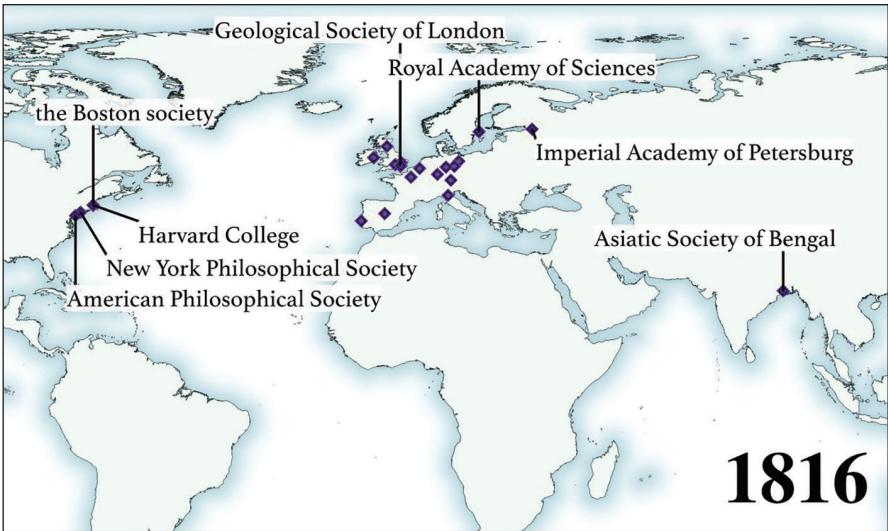 Geological Society of London
Royal Academy of Sciences
the Boston society
Imperial Academy of Petersburg
Harvard College
Asiatic Society of Bengal
New York Philosophical Society
American Philosophical Society
1816